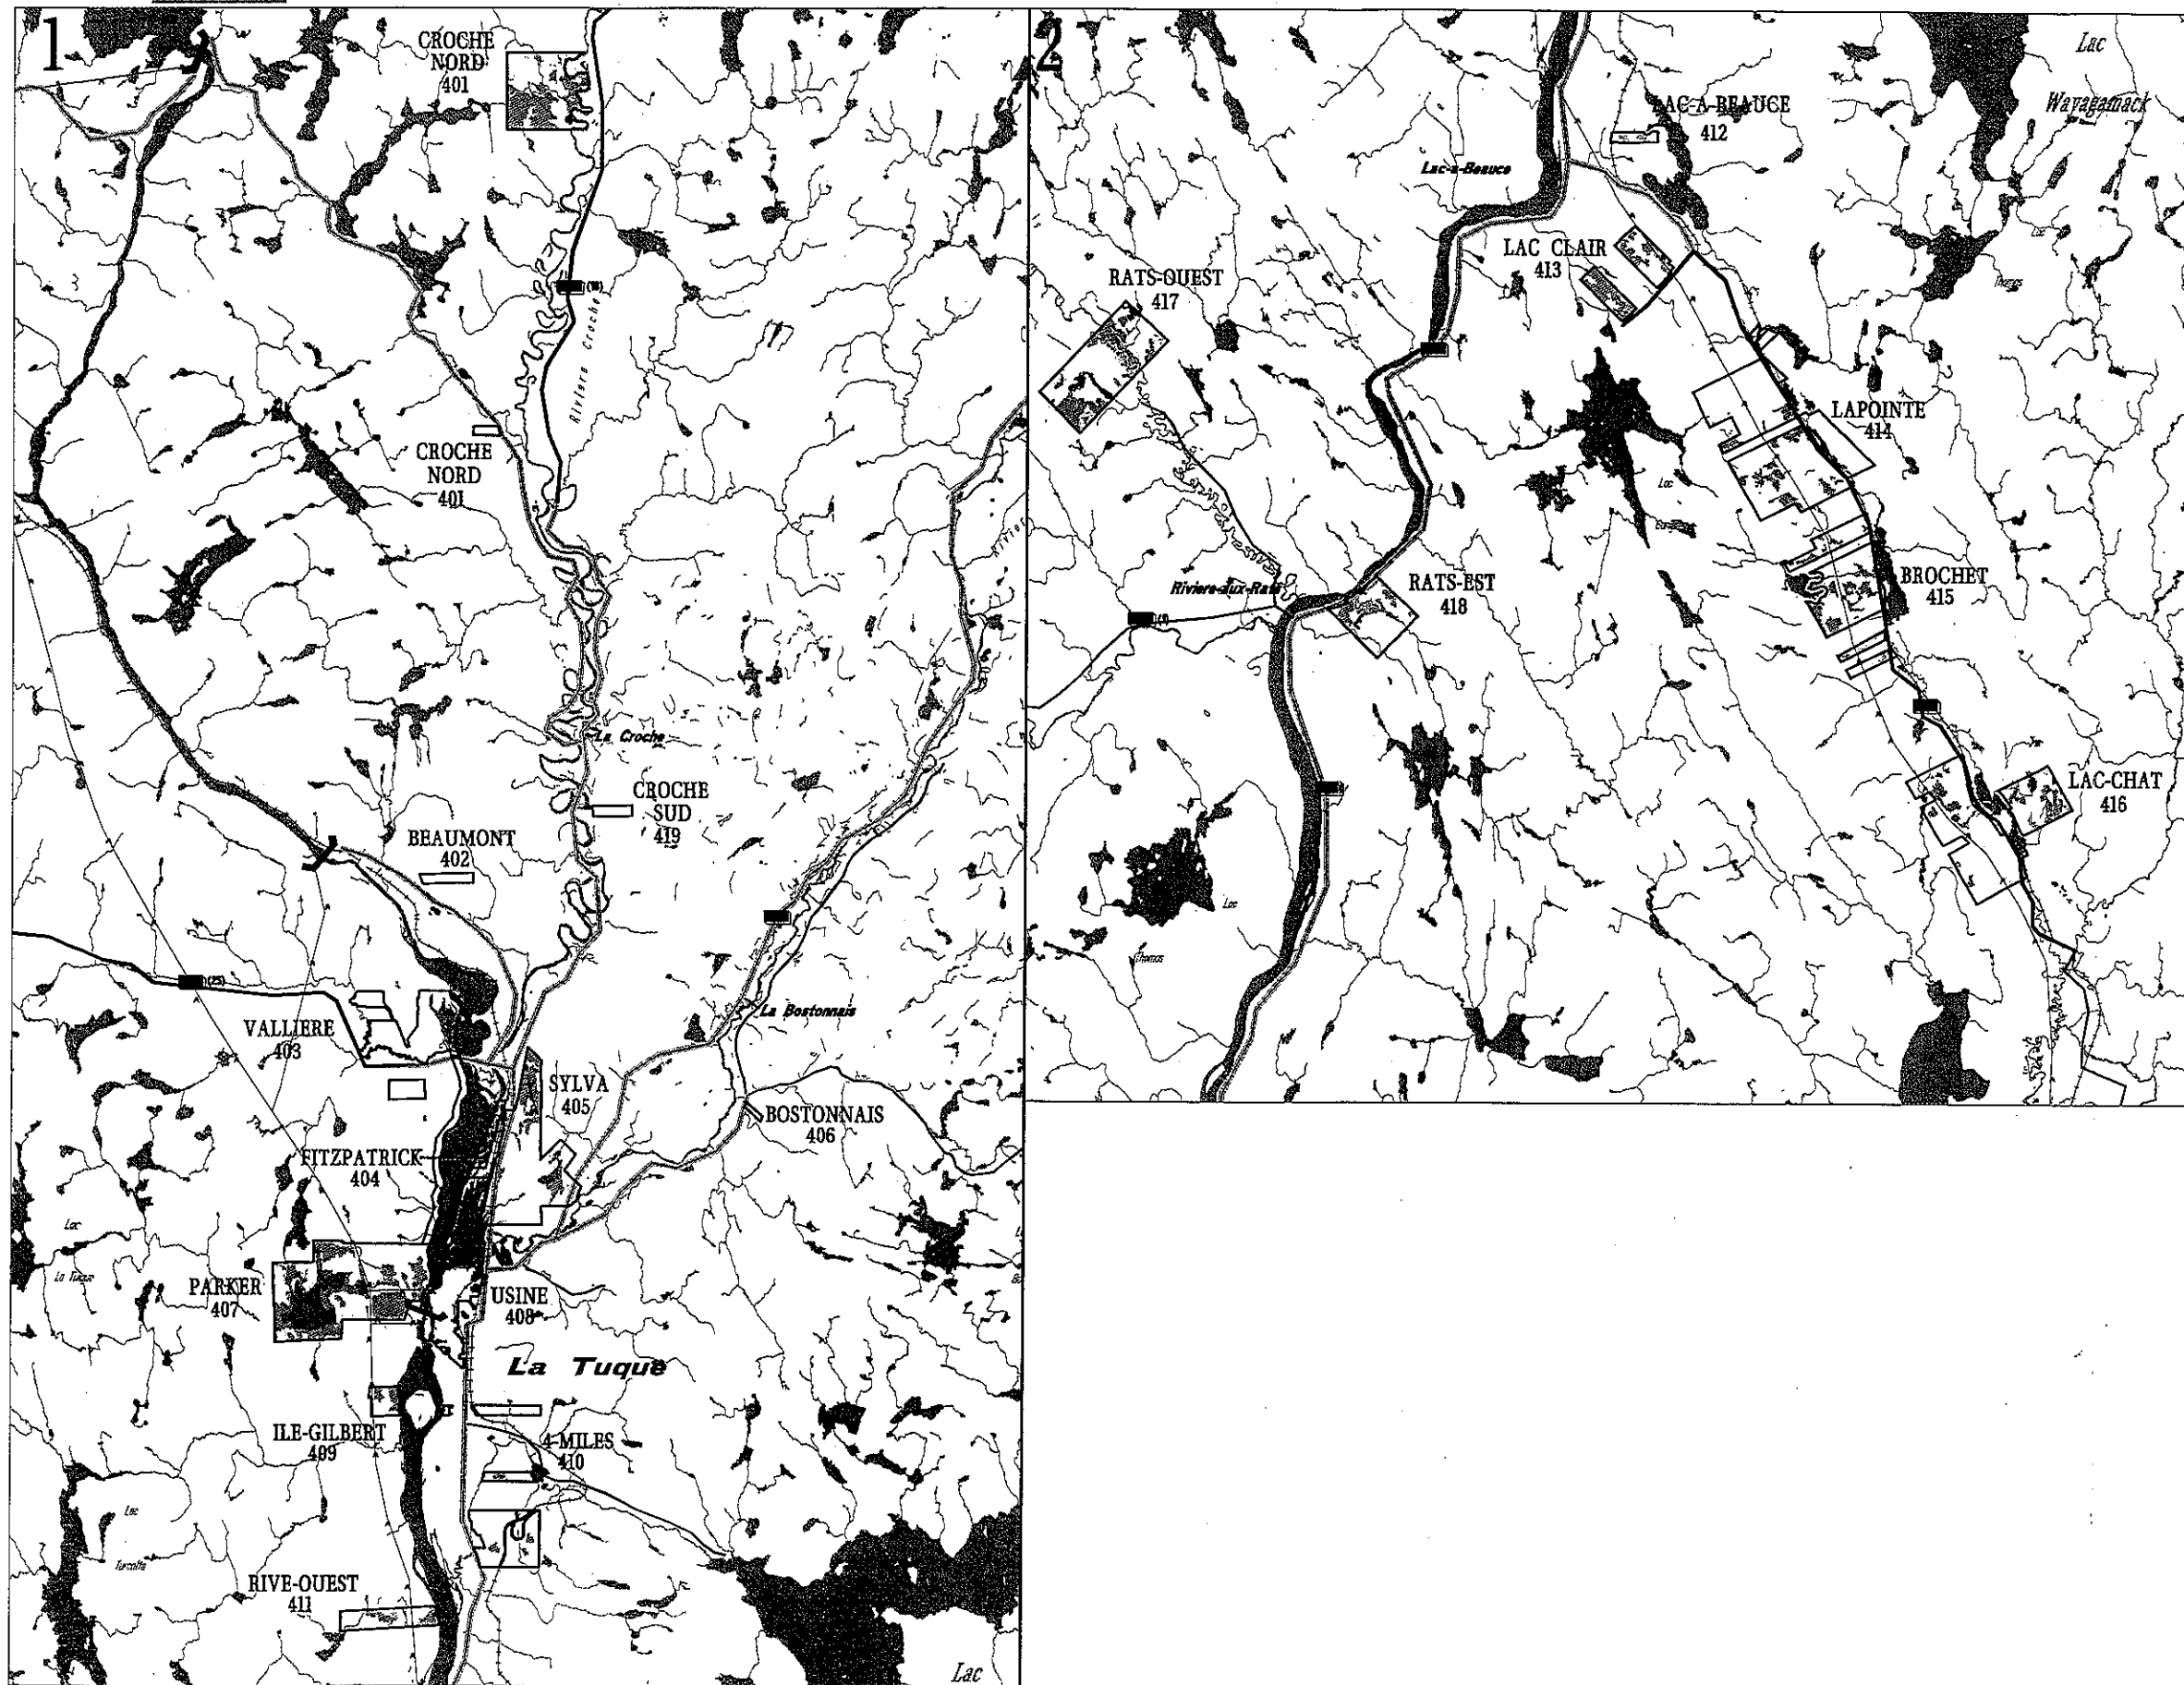 1
CROCHE
NORD
401
Riviere Croche
CROCHE
NORD
401
La Croche
CROCHE
SUD
419
BEAUMONT
402
(25)
VALLIERE
403
La Bostonnais
SYLVA
405
BOSTONNAIS
406
FITZPATRICK
404
Lac
PARKER
407
USINE
408
La Tuque
ILE-GILBERT
409
4-MILES
410
Lac
RIVE-OUEST
411
Lac
2
Lac
Wayagamack
LAC-A-BEAUCE
412
Lac-a-Beauce
LAC CLAIR
413
RATS-OUEST
417
LAPOINTE
414
Lac
Riviere-aux-Rats
RATS-EST
418
BROCHET
415
LAC-CHAT
416
Lac